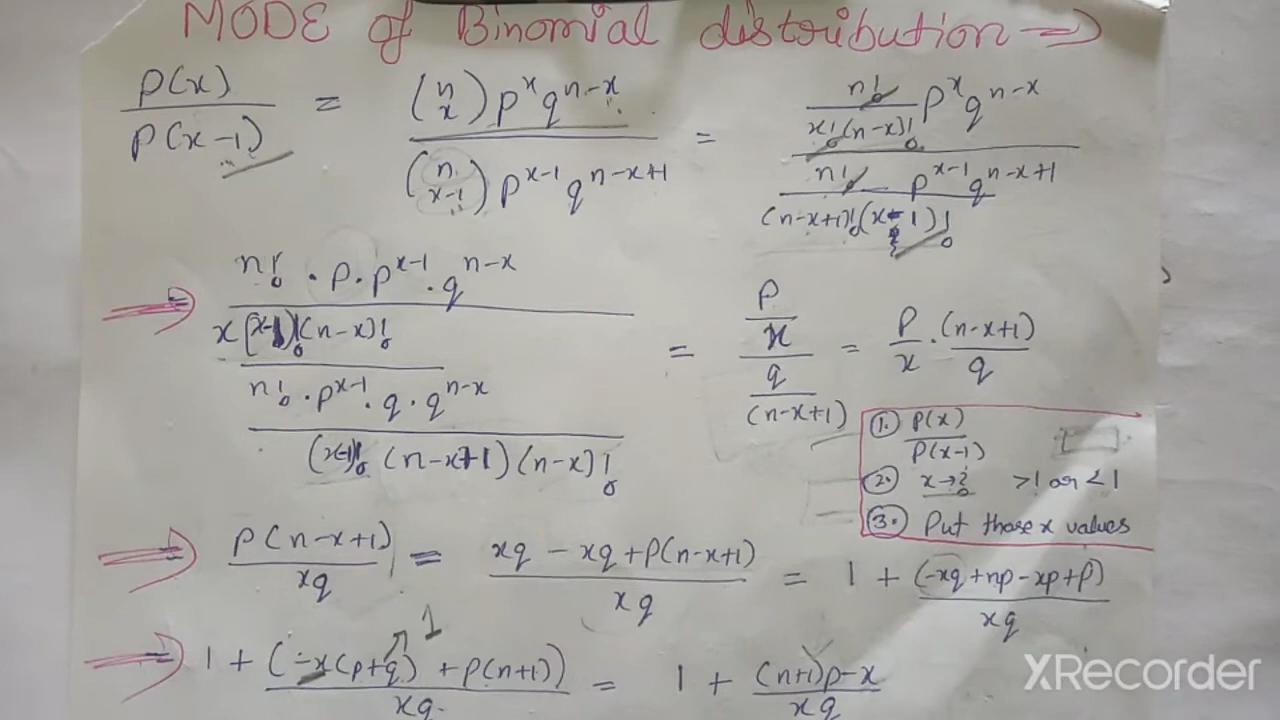 MODE of Binomial distribution ⇒
P(x) / P(x-1) = (n x) p^x q^(n-x) / (n x-1) p^(x-1) q^(n-x+1) = n!/(x!(n-x)!) p^x q^(n-x) / n!/((n-x+1)!(x-1)!) p^(x-1) q^(n-x+1)
⇒ n! · p · p^(x-1) · q^(n-x) / x(x-1)!(n-x)! / n! · p^(x-1) · q · q^(n-x) / (x-1)! (n-x+1)(n-x)! = p/x / q/(n-x+1) = p/x · (n-x+1)/q
① P(x) / P(x-1)
② x→? >1 or <1
③ Put those x values
⇒ p(n-x+1) / xq = xq - xq + p(n-x+1) / xq = 1 + (-xq+np-xp+p) / xq
⇒ 1 + (-x(p+q) + p(n+1)) / xq = 1 + (n+1)p-x / xq
1
XRecorder